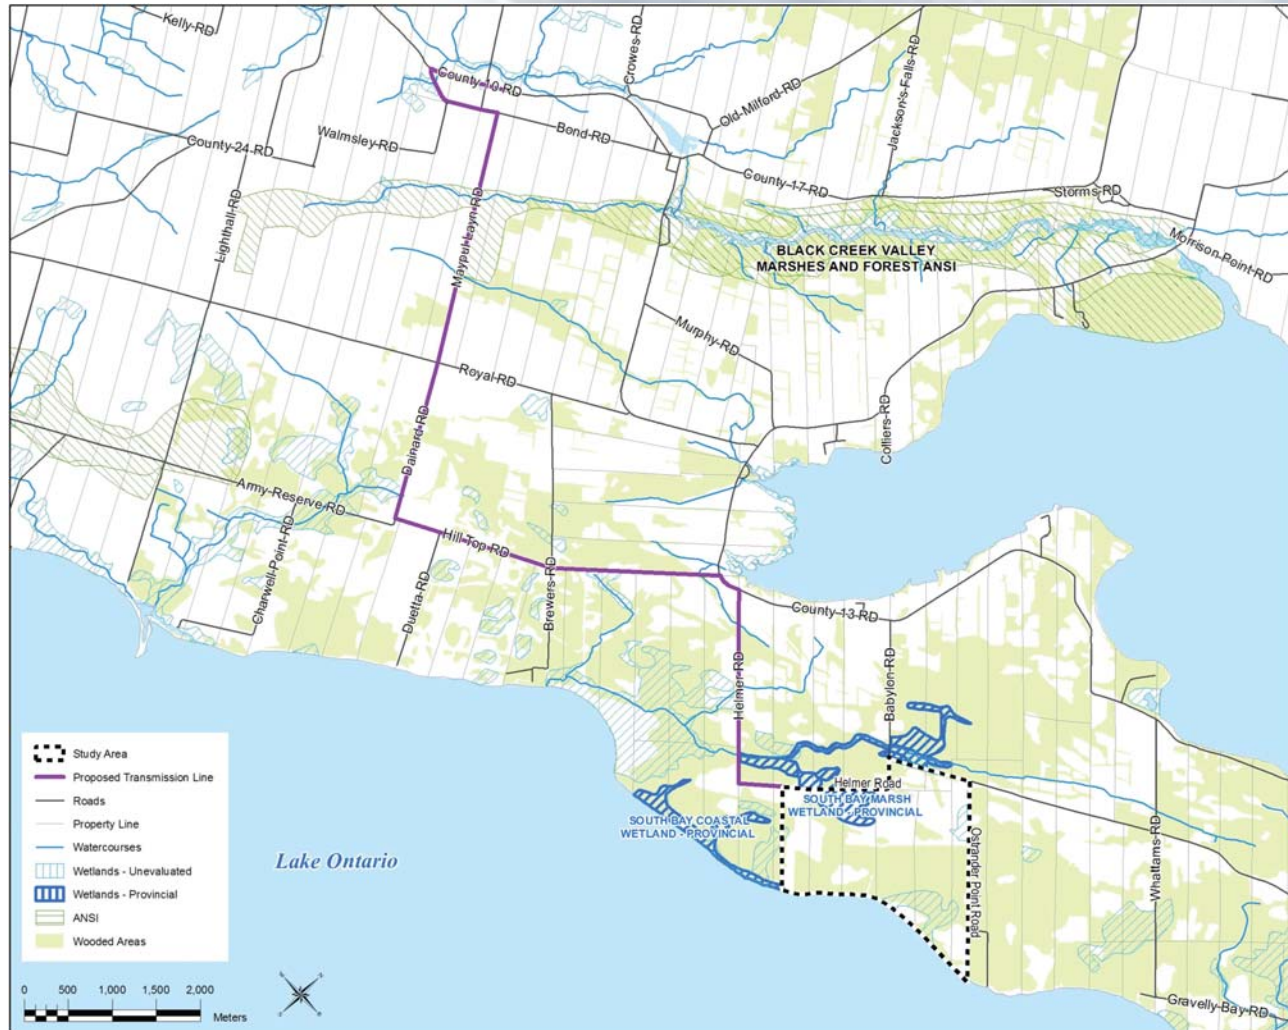 Kelly-RD
County-10-RD
Crowes-RD
Old-Milford-RD
Jackson's-Falls-RD
Bond-RD
Walmsley-RD
County-24-RD
Lighthall-RD
Maypul-Layn-RD
County-17-RD
Storms-RD
Morrison-Point-RD
BLACK CREEK VALLEY
MARSHES AND FOREST ANSI
Murphy-RD
Royal-RD
Colliers-RD
Dainard-RD
Army-Reserve-RD
Charwell-Point-RD
Hill-Top-RD
Duetta-RD
Brewers-RD
County-13-RD
Helmer-RD
Babylon-RD
Helmer Road
SOUTH BAY MARSH
WETLAND - PROVINCIAL
SOUTH BAY COASTAL
WETLAND - PROVINCIAL
Ostrander Point Road
Whattams-RD
Gravelly-Bay-RD
Lake Ontario
Study Area
Proposed Transmission Line
Roads
Property Line
Watercourses
Wetlands - Unevaluated
Wetlands - Provincial
ANSI
Wooded Areas
0 500 1,000 1,500 2,000
Meters